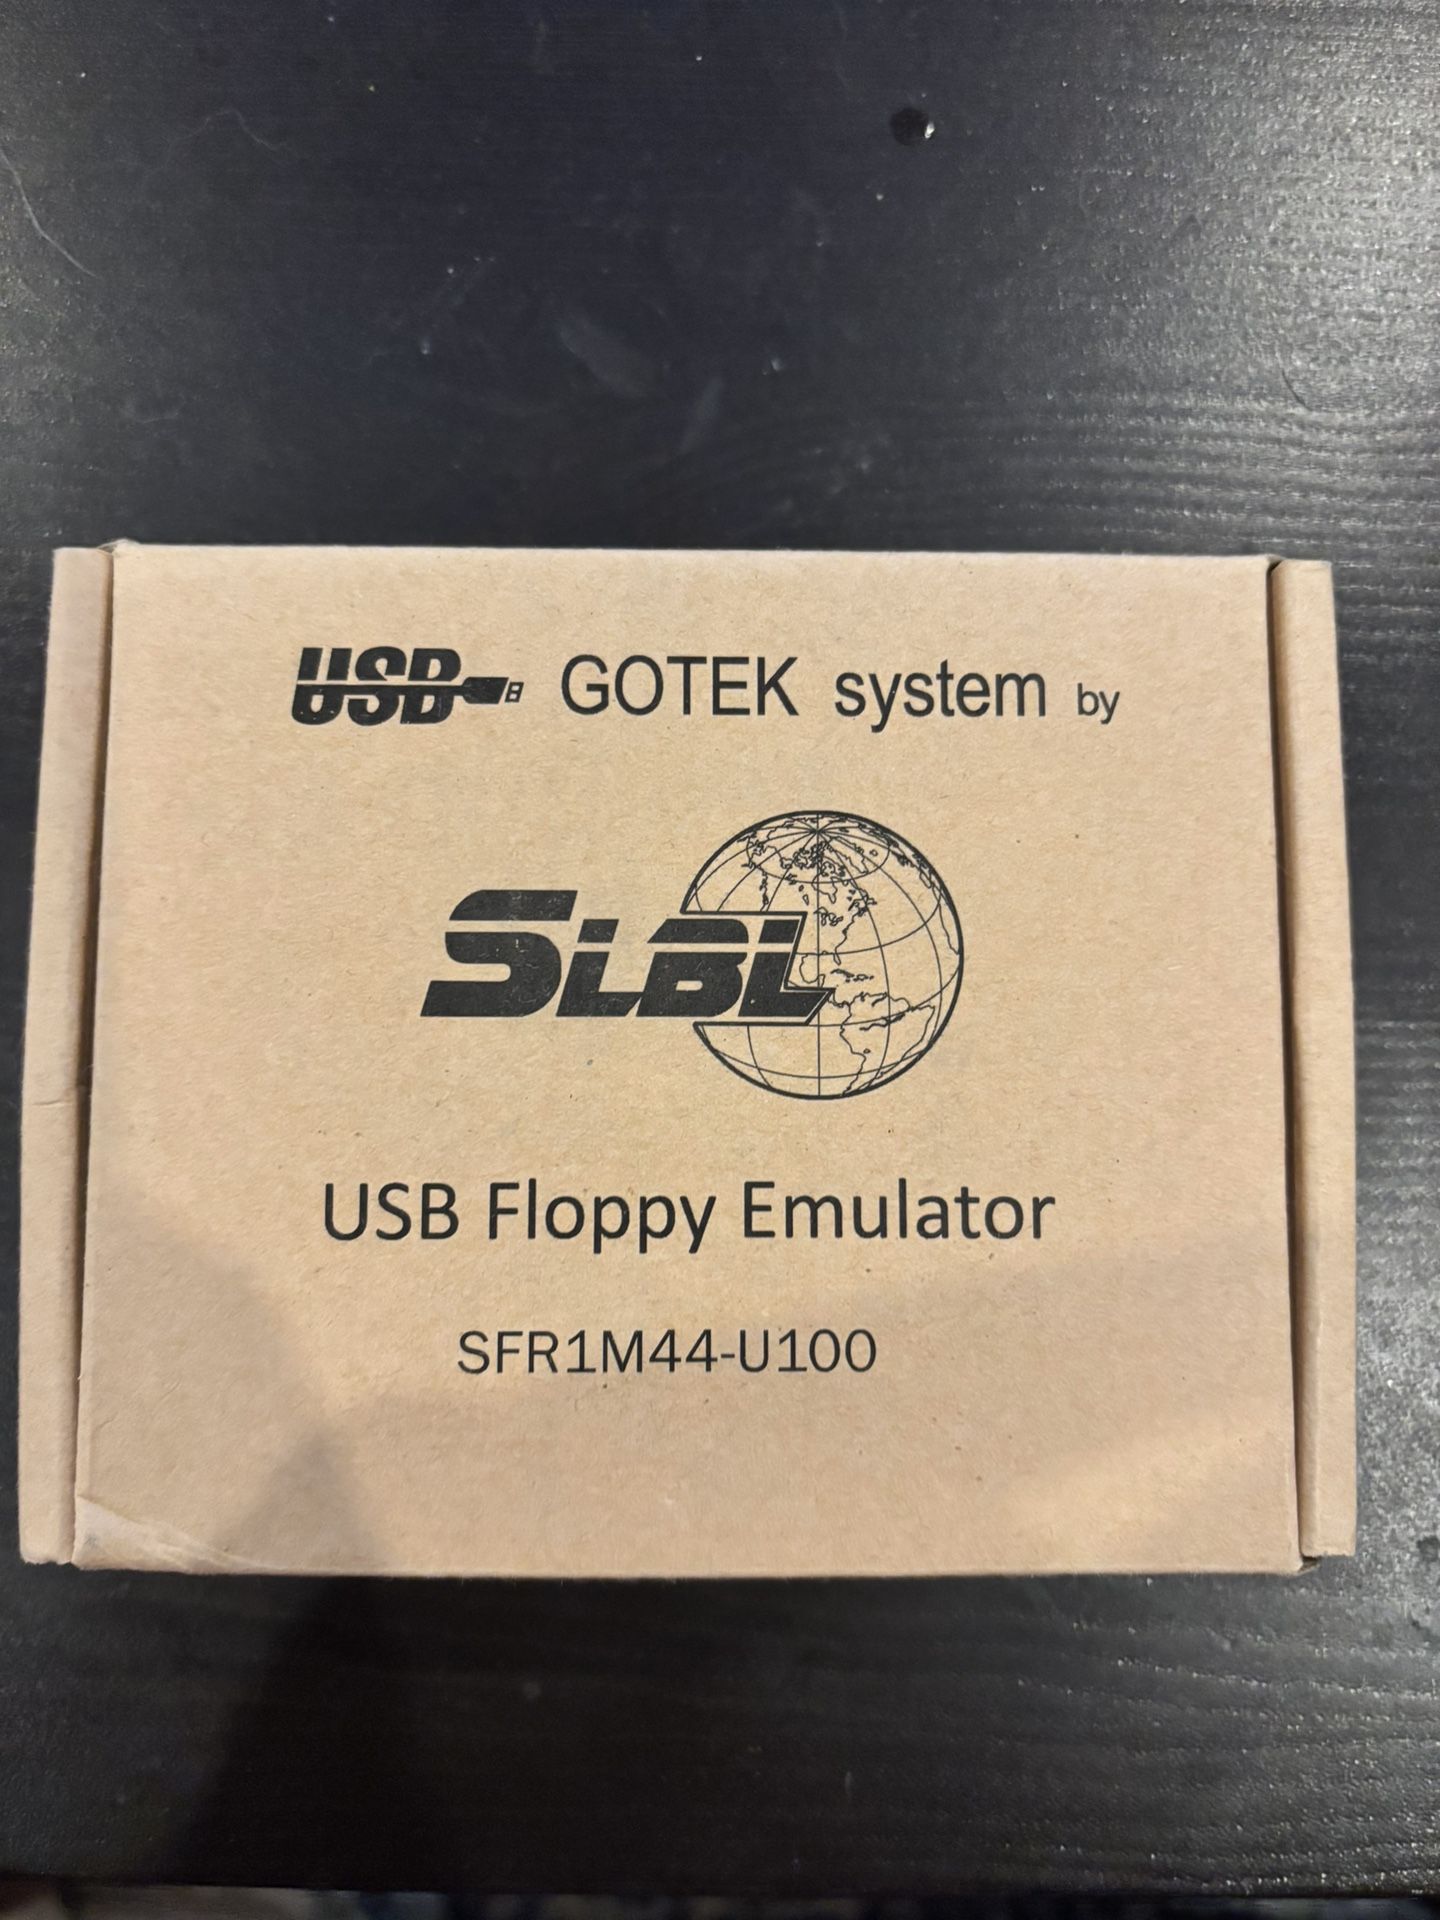 USB GOTEK system by
SLBL
USB Floppy Emulator
SFR1M44-U100